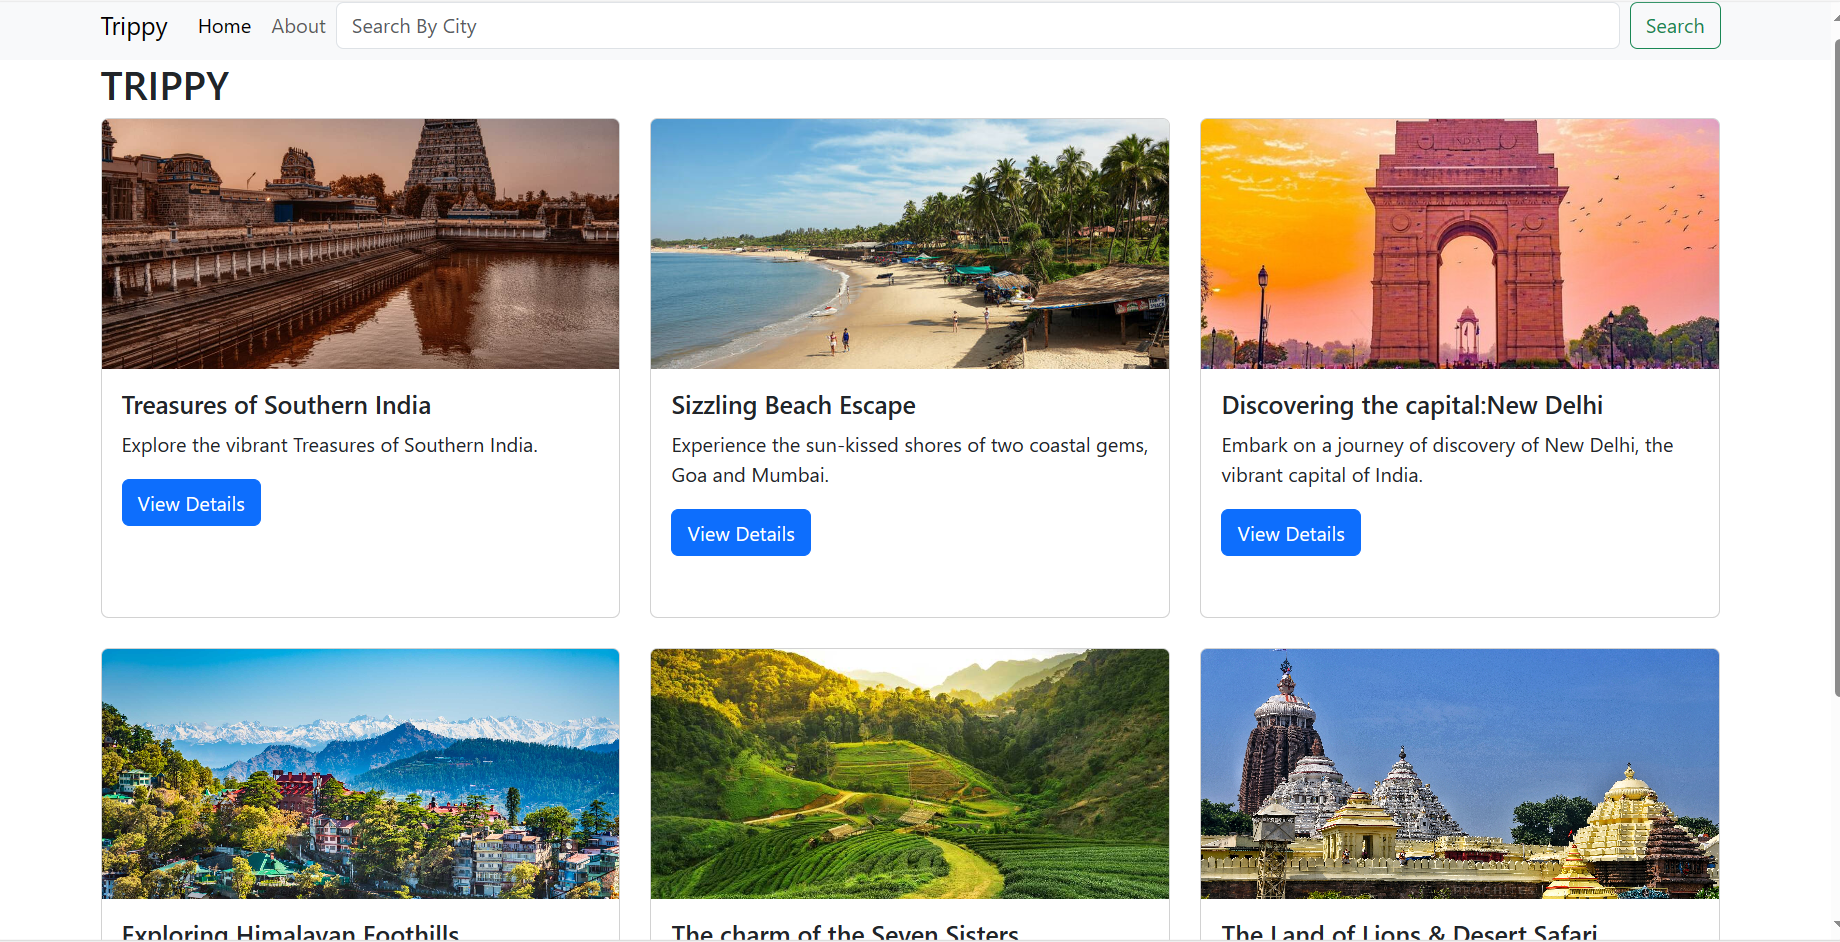 Trippy Home About Search By City Search
TRIPPY
INDIA
Treasures of Southern India
Explore the vibrant Treasures of Southern India.
View Details
Sizzling Beach Escape
Experience the sun-kissed shores of two coastal gems,
Goa and Mumbai.
View Details
Discovering the capital:New Delhi
Embark on a journey of discovery of New Delhi, the
vibrant capital of India.
View Details
Exploring Himalayan Foothills
The charm of the Seven Sisters
The Land of Lions & Desert Safari